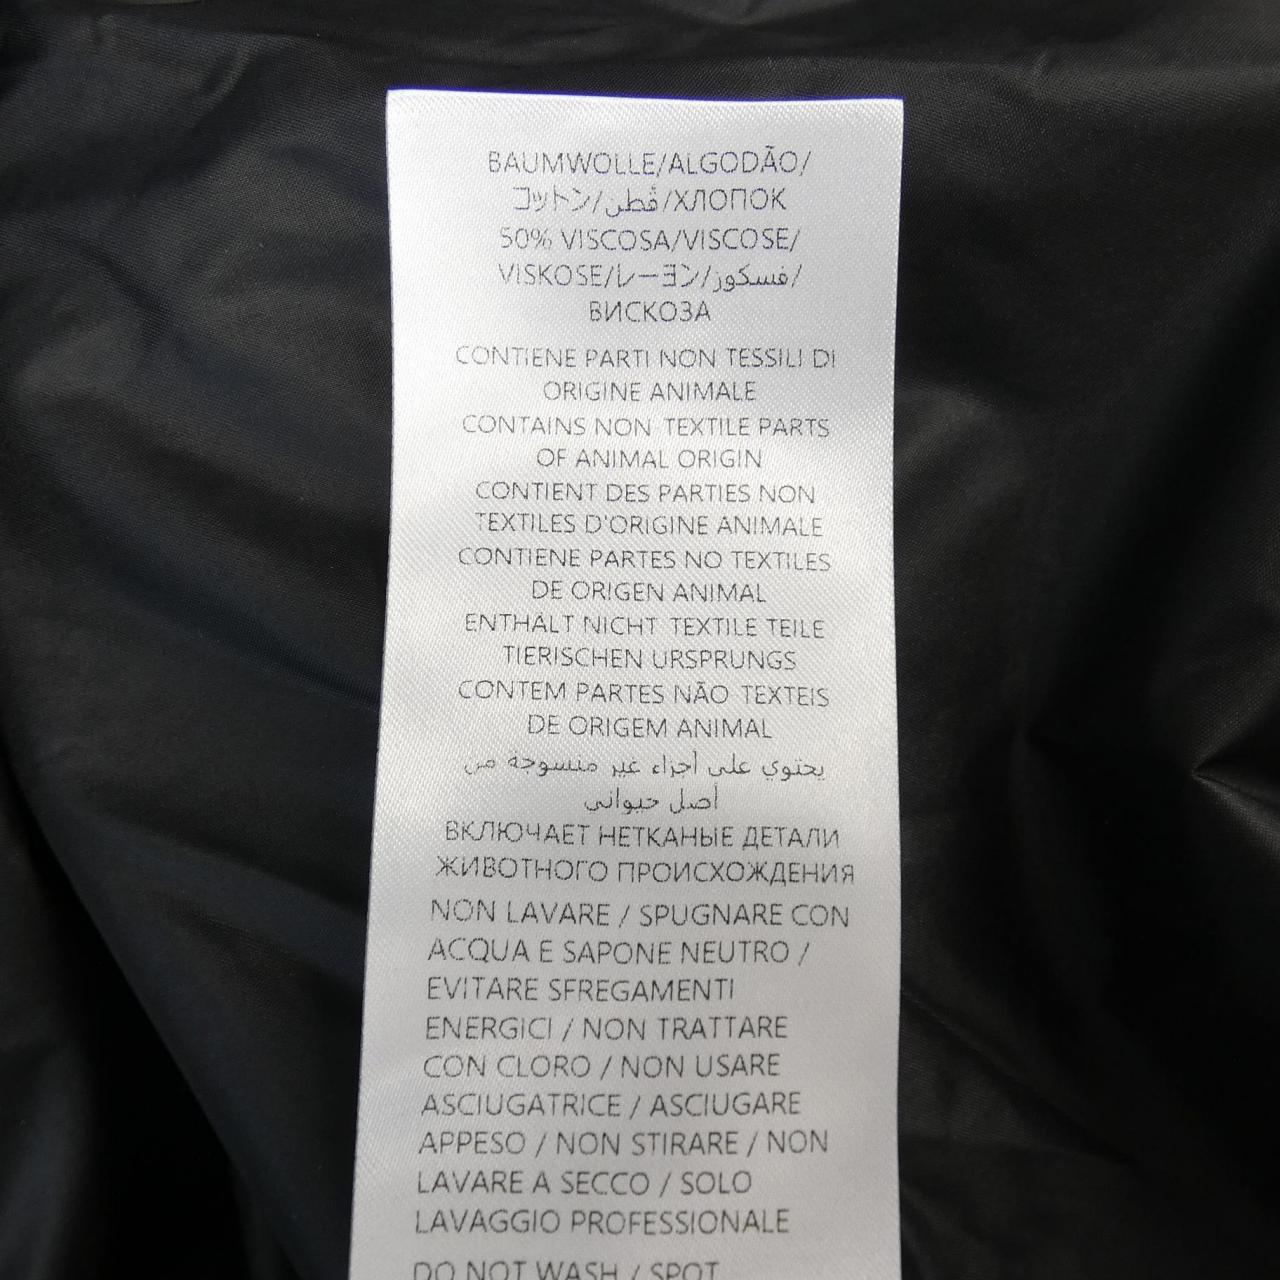 BAUMWOLLE/ALGODÃO/
コットン/قُطن/ХЛОПОК
50% VISCOSA/VISCOSE/
VISKOSE/レーヨン/فسكوز/
ВИСКОЗА
CONTIENE PARTI NON TESSILI DI
ORIGINE ANIMALE
CONTAINS NON TEXTILE PARTS
OF ANIMAL ORIGIN
CONTIENT DES PARTIES NON
TEXTILES D'ORIGINE ANIMALE
CONTIENE PARTES NO TEXTILES
DE ORIGEN ANIMAL
ENTHÄLT NICHT TEXTILE TEILE
TIERISCHEN URSPRUNGS
CONTEM PARTES NÃO TEXTEIS
DE ORIGEM ANIMAL
يحتوي على أجزاء غير منسوجة من
أصل حيواني
ВКЛЮЧАЕТ НЕТКАНЫЕ ДЕТАЛИ
ЖИВОТНОГО ПРОИСХОЖДЕНИЯ
NON LAVARE / SPUGNARE CON
ACQUA E SAPONE NEUTRO /
EVITARE SFREGAMENTI
ENERGICI / NON TRATTARE
CON CLORO / NON USARE
ASCIUGATRICE / ASCIUGARE
APPESO / NON STIRARE / NON
LAVARE A SECCO / SOLO
LAVAGGIO PROFESSIONALE
DO NOT WASH / SPOT